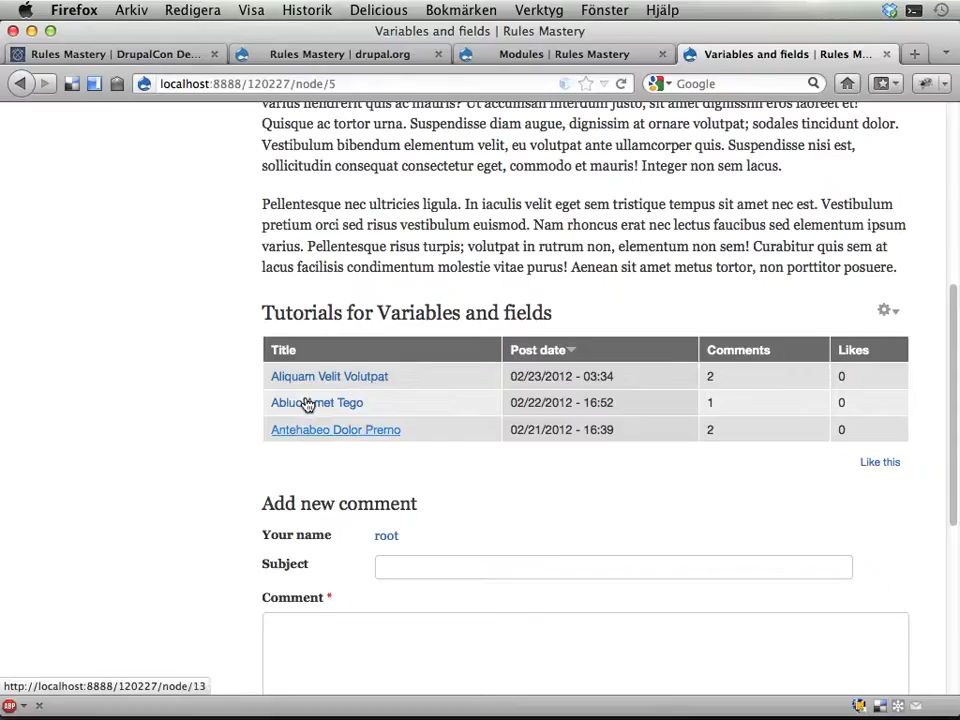 Firefox Arkiv Redigera Visa Historik Delicious Bokmärken Verktyg Fönster Hjälp
Variables and fields | Rules Mastery
Rules Mastery | DrupalCon De... Rules Mastery | drupal.org Modules | Rules Mastery Variables and fields | Rules M...
localhost:8888/120227/node/5 Google
varius hendrerit quis ac mauris? Ut accumsan interdum justo, sit amet dignissim eros laoreet et!
Quisque ac tortor urna. Suspendisse diam augue, dignissim at ornare volutpat; sodales tincidunt dolor.
Vestibulum bibendum elementum velit, eu volutpat ante ullamcorper quis. Suspendisse nisi est,
sollicitudin consequat consectetur eget, commodo et mauris! Integer non sem lacus.
Pellentesque nec ultricies ligula. In iaculis velit eget sem tristique tempus sit amet nec est. Vestibulum
pretium orci sed risus vestibulum euismod. Nam rhoncus erat nec lectus faucibus sed elementum ipsum
varius. Pellentesque risus turpis; volutpat in rutrum non, elementum non sem! Curabitur quis sem at
lacus facilisis condimentum molestie vitae purus! Aenean sit amet metus tortor, non porttitor posuere.
Tutorials for Variables and fields
Title Post date Comments Likes
Aliquam Velit Volutpat 02/23/2012 - 03:34 2 0
Tego 02/22/2012 - 16:52 1 0
Antehabeo Dolor Premo 02/21/2012 - 16:39 2 0
Like this
Add new comment
Your name root
Subject
Comment *
http://localhost:8888/120227/node/13
ABP